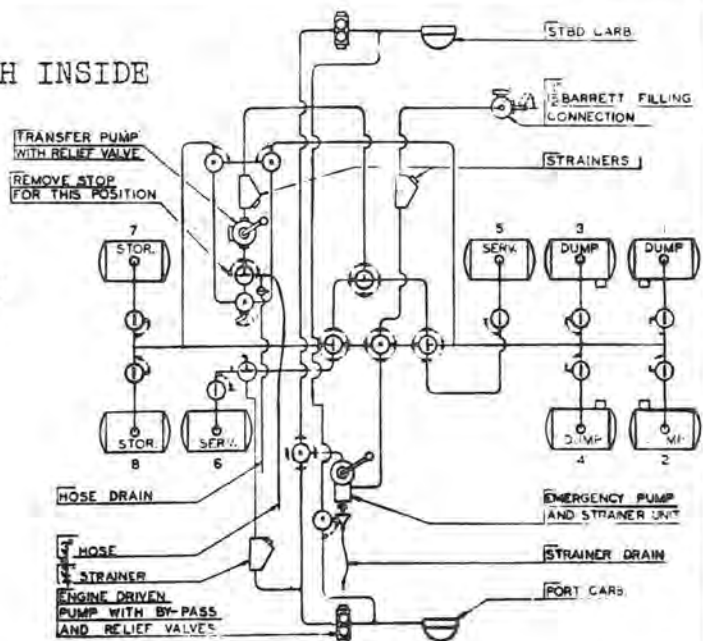 H INSIDE
STBD CARB.
BARRETT FILLING
CONNECTION
TRANSFER PUMP
WITH RELIEF VALVE
STRAINERS
REMOVE STOP
FOR THIS POSITION
7
5
3
1
STOR.
SERV.
DUMP
DUMP
STOR.
SERV.
DUMP
8
6
4
2
HOSE DRAIN
EMERGENCY PUMP
AND STRAINER UNIT
HOSE
STRAINER DRAIN
STRAINER
ENGINE DRIVEN
PUMP WITH BY-PASS
AND RELIEF VALVES
PORT CARB.